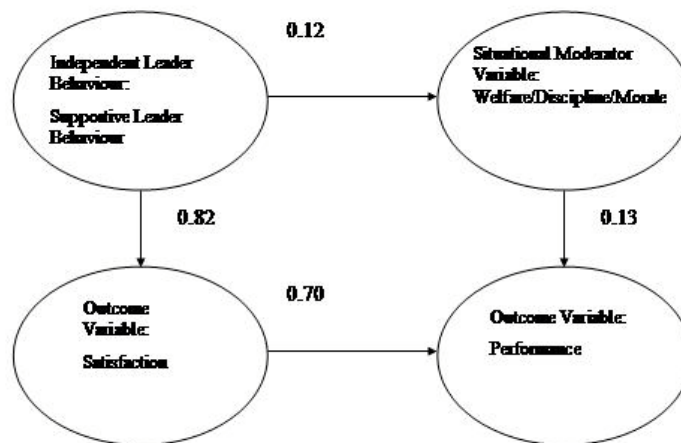 0.12
Independent Leader
Behaviour:
Supportive Leader
Behaviour
Situational Moderator
Variable:
Welfare/Discipline/Morale
0.82
0.13
Outcome
Variable:
Satisfaction
0.70
Outcome Variable:
Performance